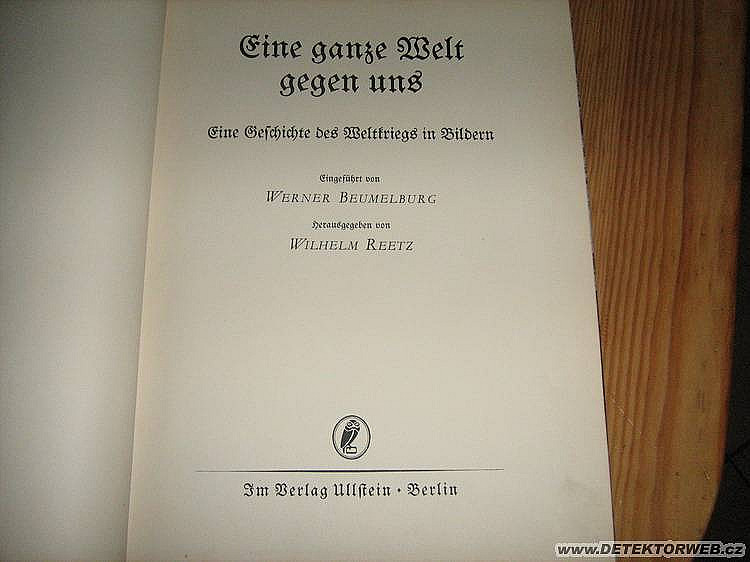 Eine ganze Welt
gegen uns
Eine Geschichte des Weltkriegs in Bildern
Eingeführt von
WERNER BEUMELBURG
Herausgegeben von
WILHELM REETZ
Im Verlag Ullstein · Berlin
www.DETEKTORWEB.cz